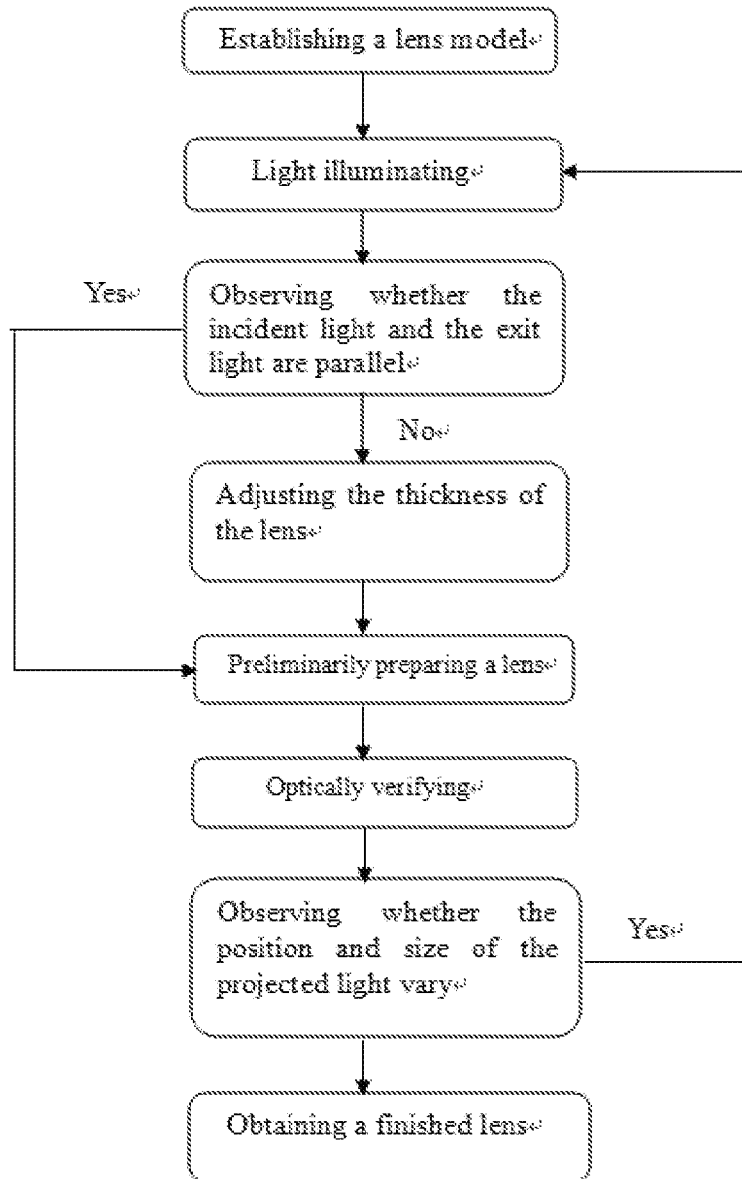 Establishing a lens model↵
Light illuminating↵
Yes↵
Observing whether the
incident light and the exit
light are parallel↵
No↵
Adjusting the thickness of
the lens↵
Preliminarily preparing a lens↵
Optically verifying↵
Observing whether the
position and size of the
projected light vary↵
Yes↵
Obtaining a finished lens↵